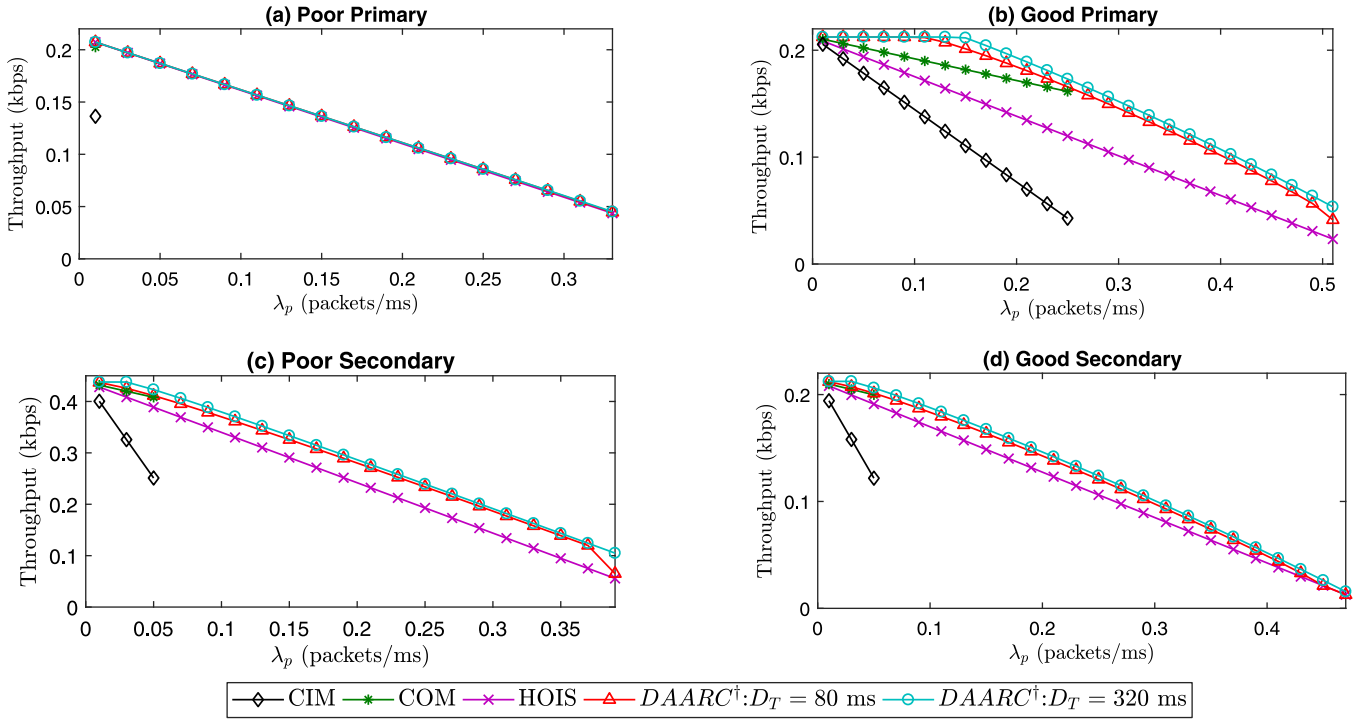 (a) Poor Primary
Throughput (kbps)
0.2
0.15
0.1
0.05
0
0 0.05 0.1 0.15 0.2 0.25 0.3
λp (packets/ms)
(b) Good Primary
Throughput (kbps)
0.2
0.1
0
0 0.1 0.2 0.3 0.4 0.5
λp (packets/ms)
(c) Poor Secondary
Throughput (kbps)
0.4
0.3
0.2
0.1
0
0 0.05 0.1 0.15 0.2 0.25 0.3 0.35
λp (packets/ms)
(d) Good Secondary
Throughput (kbps)
0.2
0.1
0
0 0.1 0.2 0.3 0.4
λp (packets/ms)
CIM COM HOIS DAARC†:DT = 80 ms DAARC†:DT = 320 ms